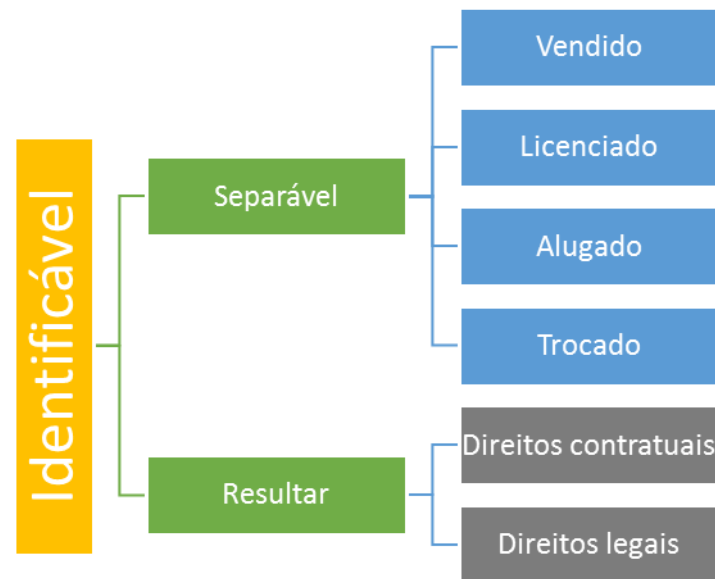 Identificável
Separável
Vendido
Licenciado
Alugado
Trocado
Resultar
Direitos contratuais
Direitos legais